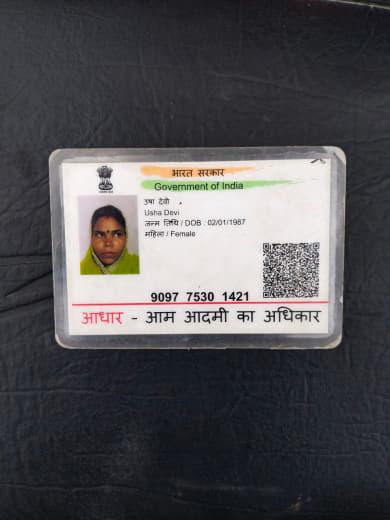 भारत सरकार
Government of India
उषा देवी
Usha Devi
जन्म तिथि / DOB : 02/01/1987
महिला / Female
9097 7530 1421
आधार - आम आदमी का अधिकार